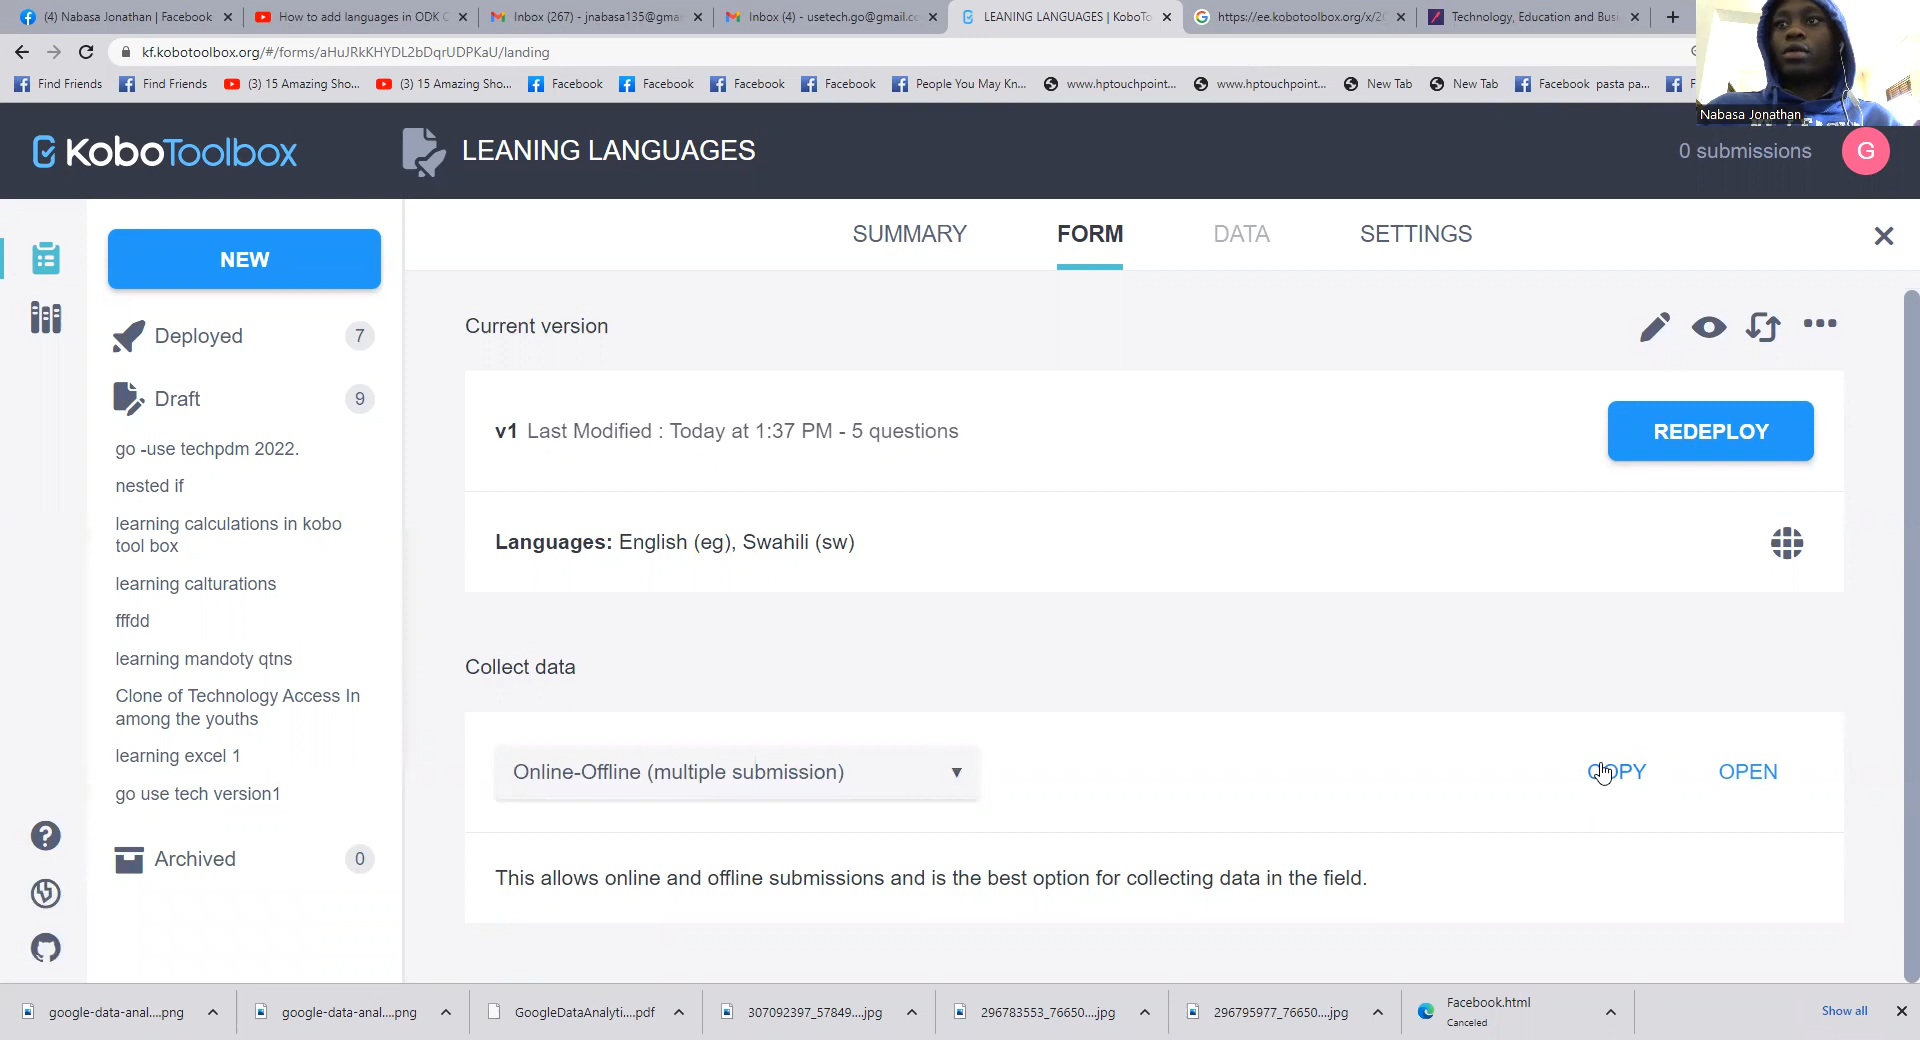 (4) Nabasa Jonathan | Facebook
How to add languages in ODK C
Inbox (267) - jnabasa135@gmai
Inbox (4) - usetech.go@gmail.co
LEANING LANGUAGES | KoboTo
https://ee.kobotoolbox.org/x/2
Technology, Education and Bus
kf.kobotoolbox.org/#/forms/aHuJRkKHYDL2bDqrUDPKaU/landing
Find Friends
Find Friends
(3) 15 Amazing Sho...
(3) 15 Amazing Sho...
Facebook
Facebook
Facebook
Facebook
People You May Kn...
www.hptouchpoint...
www.hptouchpoint...
New Tab
New Tab
Facebook pasta pa...
F
Nabasa Jonathan
KoboToolbox
LEANING LANGUAGES
0 submissions
G
SUMMARY
FORM
DATA
SETTINGS
NEW
Deployed 7
Draft 9
go -use techpdm 2022.
nested if
learning calculations in kobo
tool box
learning calturations
fffdd
learning mandoty qtns
Clone of Technology Access In
among the youths
learning excel 1
go use tech version1
Archived 0
Current version
v1 Last Modified : Today at 1:37 PM - 5 questions
REDEPLOY
Languages: English (eg), Swahili (sw)
Collect data
Online-Offline (multiple submission)
COPY
OPEN
This allows online and offline submissions and is the best option for collecting data in the field.
google-data-anal....png
google-data-anal....png
GoogleDataAnalyti....pdf
307092397_57849....jpg
296783553_76650....jpg
296795977_76650....jpg
Facebook.html
Canceled
Show all